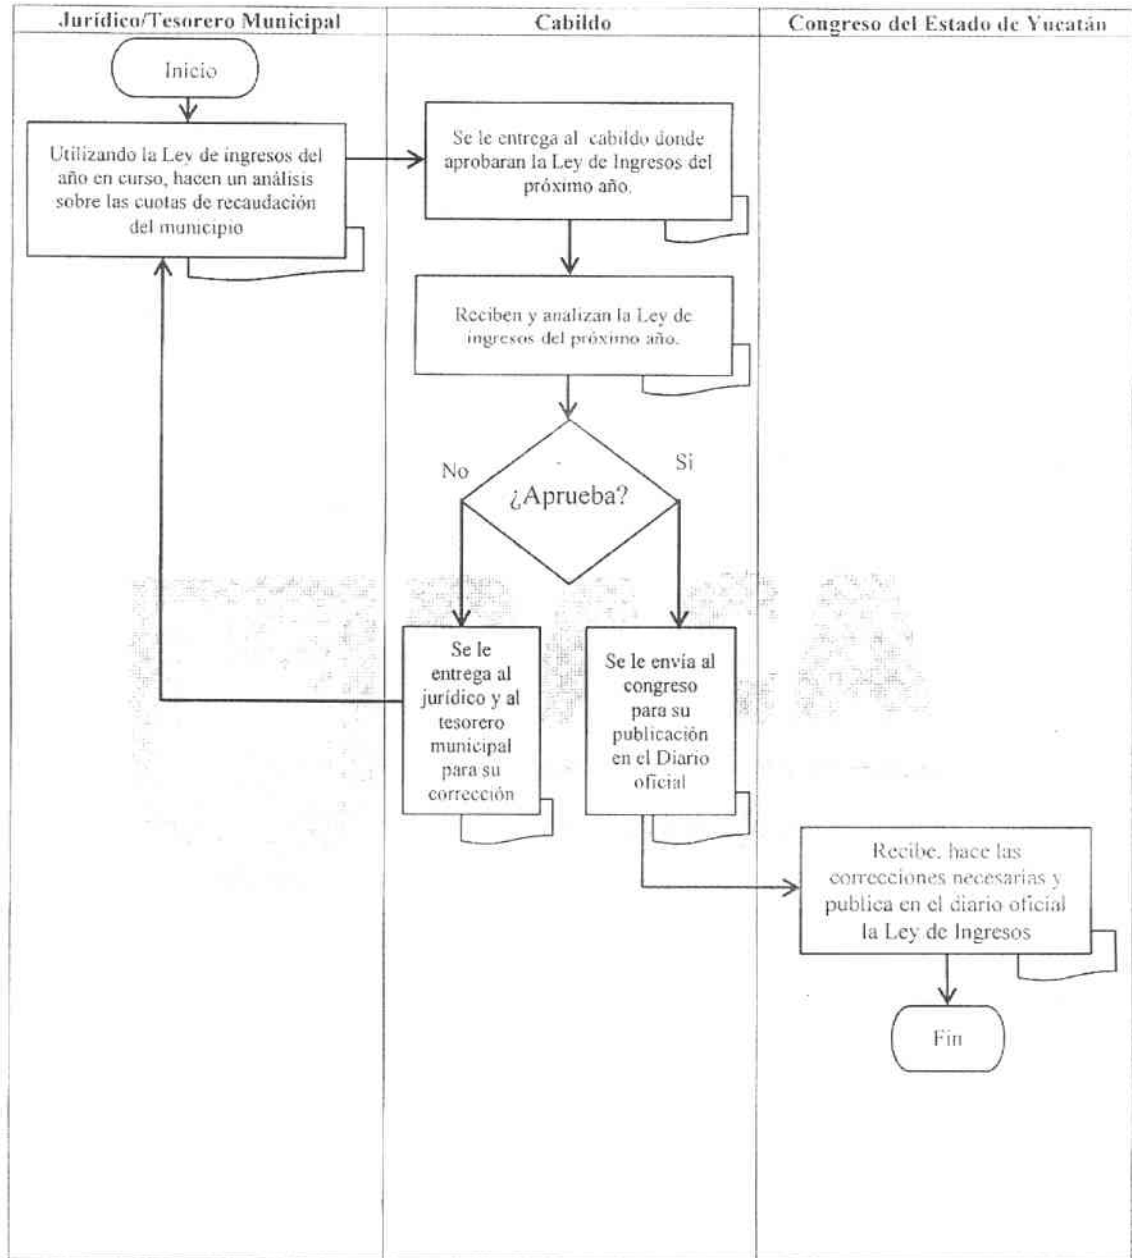 Jurídico/Tesorero Municipal
Cabildo
Congreso del Estado de Yucatán
Inicio
Utilizando la Ley de ingresos del
año en curso, hacen un análisis
sobre las cuotas de recaudación
del municipio
Se le entrega al cabildo donde
aprobaran la Ley de Ingresos del
próximo año.
Reciben y analizan la Ley de
ingresos del próximo año.
¿Aprueba?
No
Si
Se le
entrega al
jurídico y al
tesorero
municipal
para su
corrección
Se le envía al
congreso
para su
publicación
en el Diario
oficial
Recibe, hace las
correcciones necesarias y
publica en el diario oficial
la Ley de Ingresos
Fin